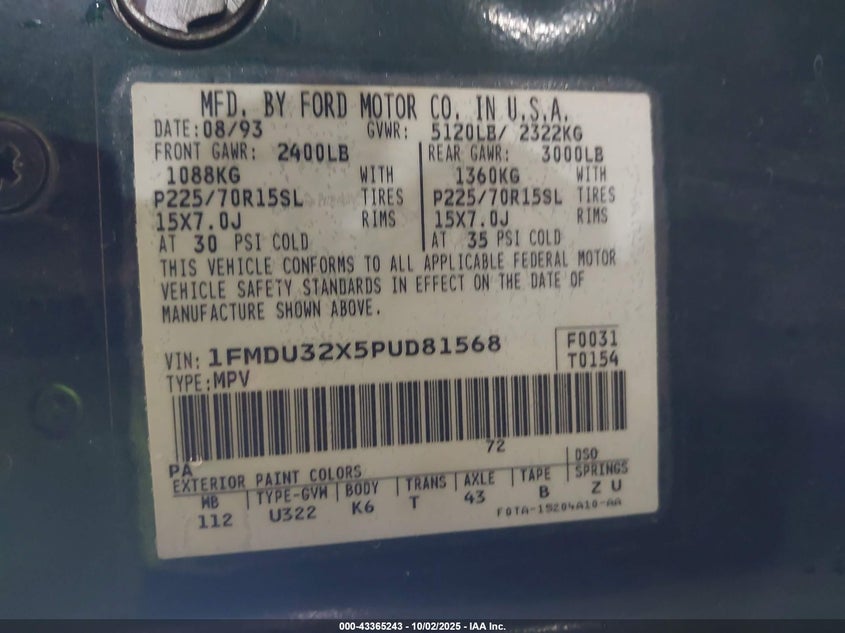 MFD. BY FORD MOTOR CO. IN U.S.A.
DATE: 08/93 GVWR: 5120LB/ 2322KG
FRONT GAWR: 2400LB REAR GAWR: 3000LB
1088KG WITH 1360KG WITH
P225/70R15SL TIRES P225/70R15SL TIRES
15X7.0J RIMS 15X7.0J RIMS
AT 30 PSI COLD AT 35 PSI COLD
THIS VEHICLE CONFORMS TO ALL APPLICABLE FEDERAL MOTOR
VEHICLE SAFETY STANDARDS IN EFFECT ON THE DATE OF
MANUFACTURE SHOWN ABOVE.
VIN: 1FMDU32X5PUD81568 F0031
TYPE: MPV T0154
72
PA DSO
EXTERIOR PAINT COLORS
WB TYPE-GVW BODY TRANS AXLE TAPE SPRINGS
112 U322 K6 T 43 B Z U
F0TA-15204A10-AA
000-43365243 - 10/02/2025 - IAA Inc.